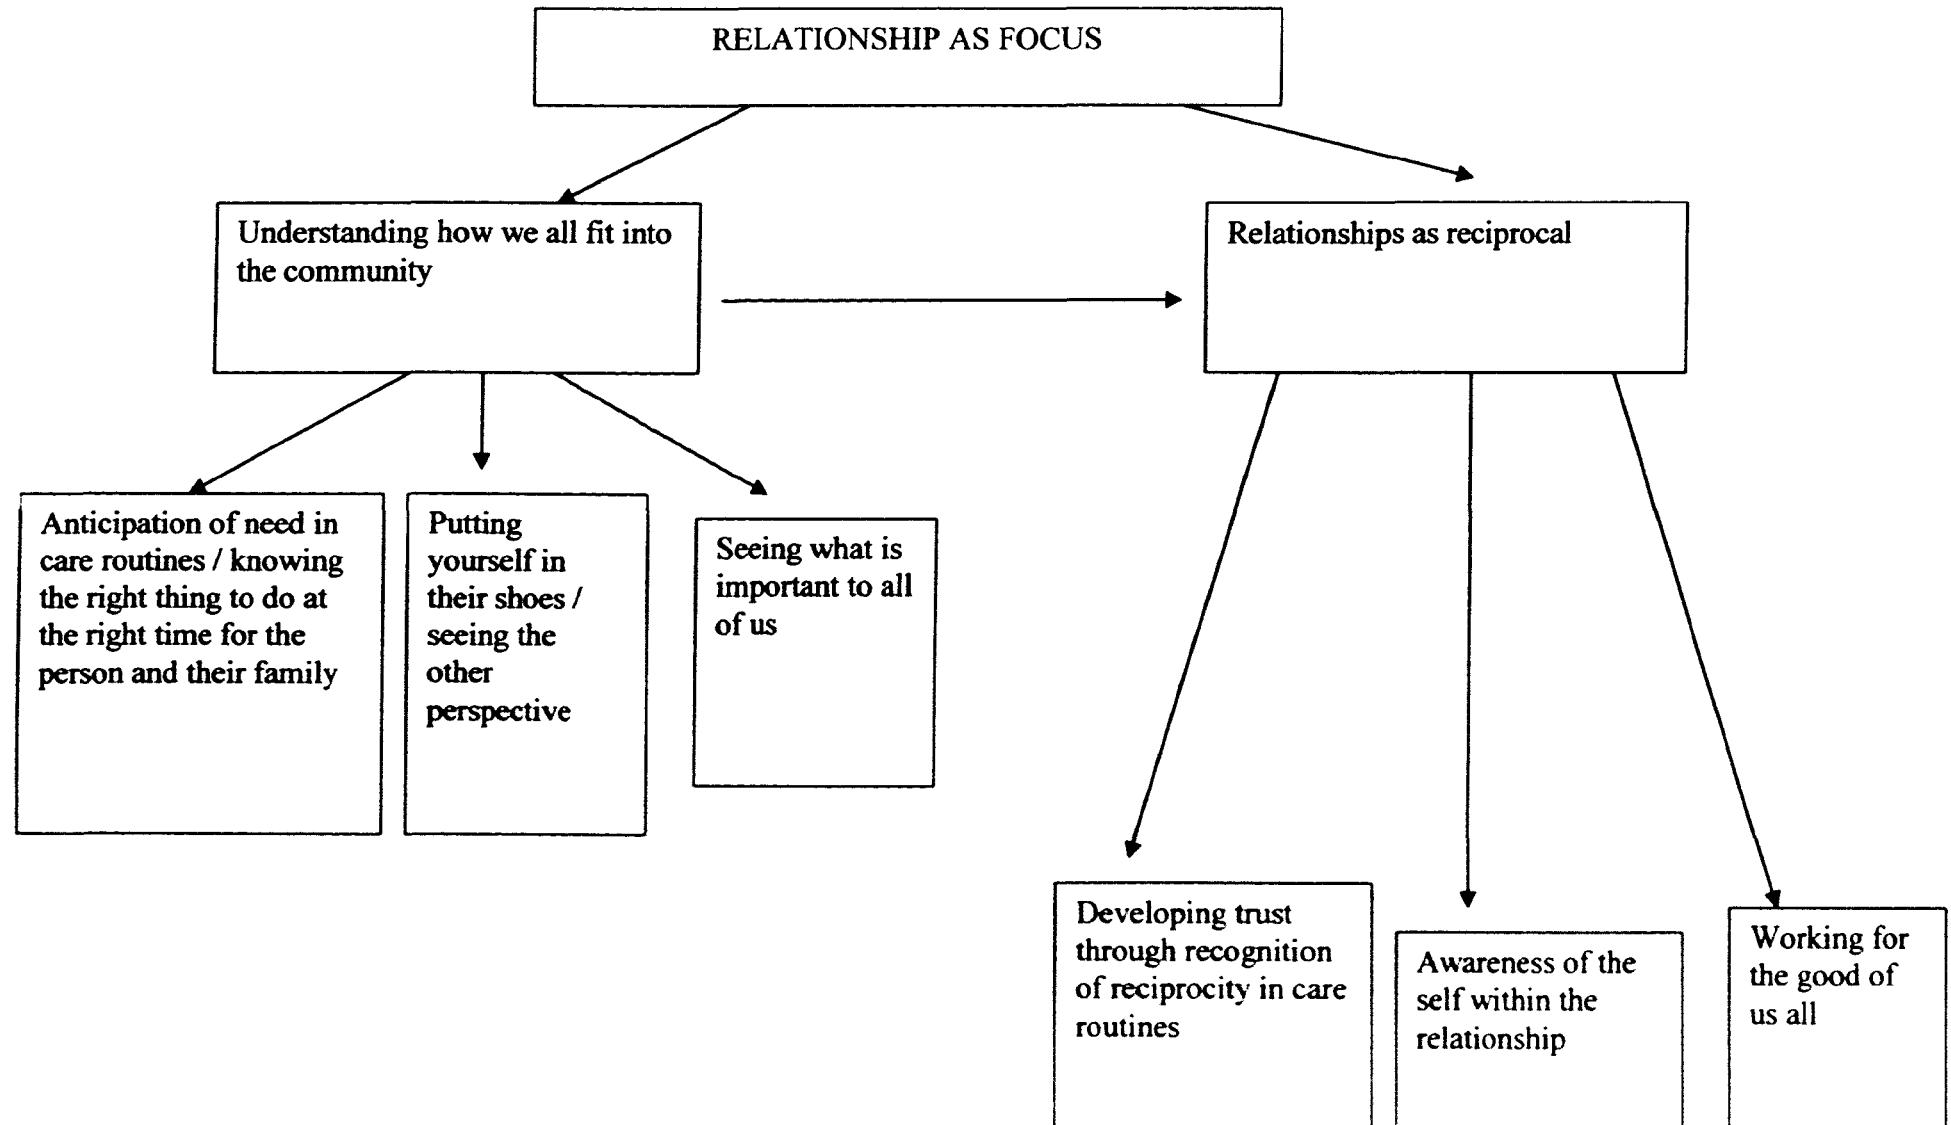 RELATIONSHIP AS FOCUS
Understanding how we all fit into
the community
Relationships as reciprocal
Anticipation of need in
care routines / knowing
the right thing to do at
the right time for the
person and their family
Putting
yourself in
their shoes /
seeing the
other
perspective
Seeing what is
important to all
of us
Developing trust
through recognition
of reciprocity in care
routines
Awareness of the
self within the
relationship
Working for
the good of
us all